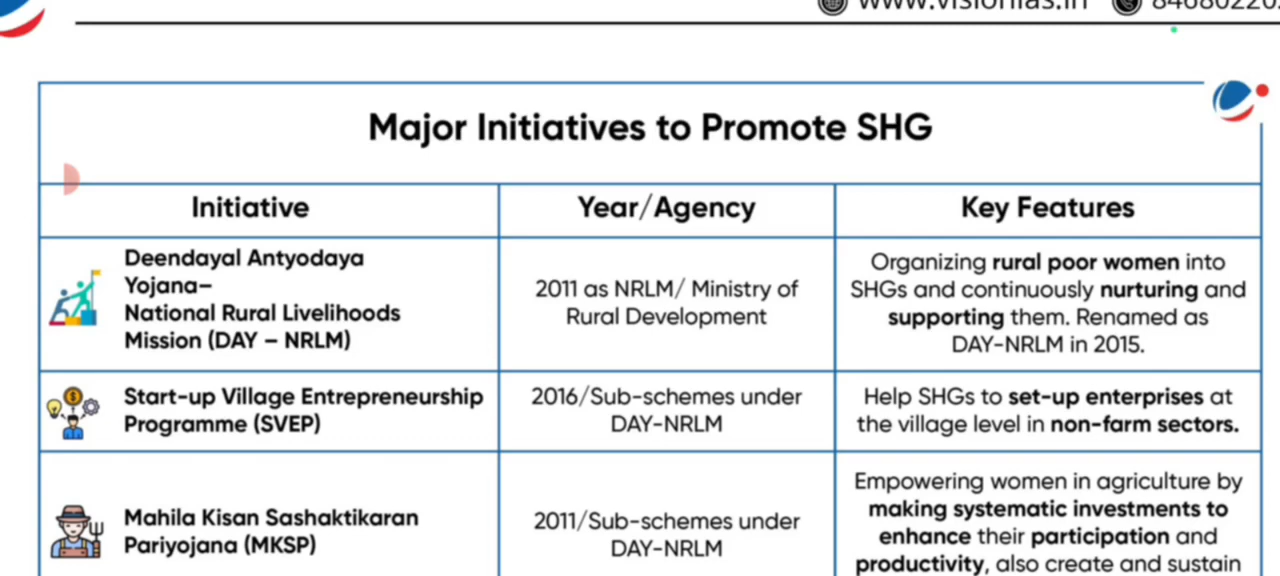 www.visionias.in
Major Initiatives to Promote SHG
Initiative
Year/Agency
Key Features
Deendayal Antyodaya
Yojana–
National Rural Livelihoods
Mission (DAY – NRLM)
2011 as NRLM/ Ministry of
Rural Development
Organizing rural poor women into
SHGs and continuously nurturing and
supporting them. Renamed as
DAY-NRLM in 2015.
Start-up Village Entrepreneurship
Programme (SVEP)
2016/Sub-schemes under
DAY-NRLM
Help SHGs to set-up enterprises at
the village level in non-farm sectors.
Mahila Kisan Sashaktikaran
Pariyojana (MKSP)
2011/Sub-schemes under
DAY-NRLM
Empowering women in agriculture by
making systematic investments to
enhance their participation and
productivity, also create and sustain